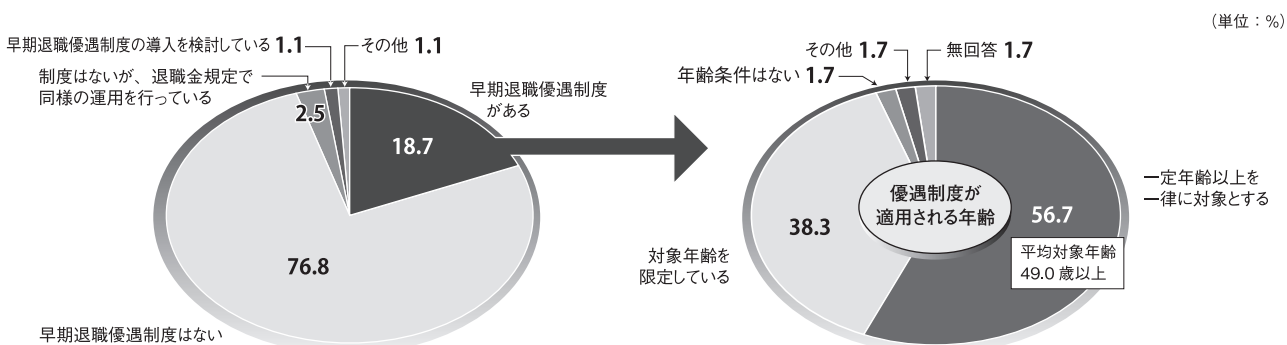 （単位：%）
早期退職優遇制度の導入を検討している 1.1
その他 1.1
制度はないが、退職金規定で
同様の運用を行っている
2.5
早期退職優遇制度
がある
18.7
76.8
早期退職優遇制度はない
その他 1.7
無回答 1.7
年齢条件はない 1.7
優遇制度が
適用される年齢
56.7
一定年齢以上を
一律に対象とする
平均対象年齢
49.0 歳以上
38.3
対象年齢を
限定している